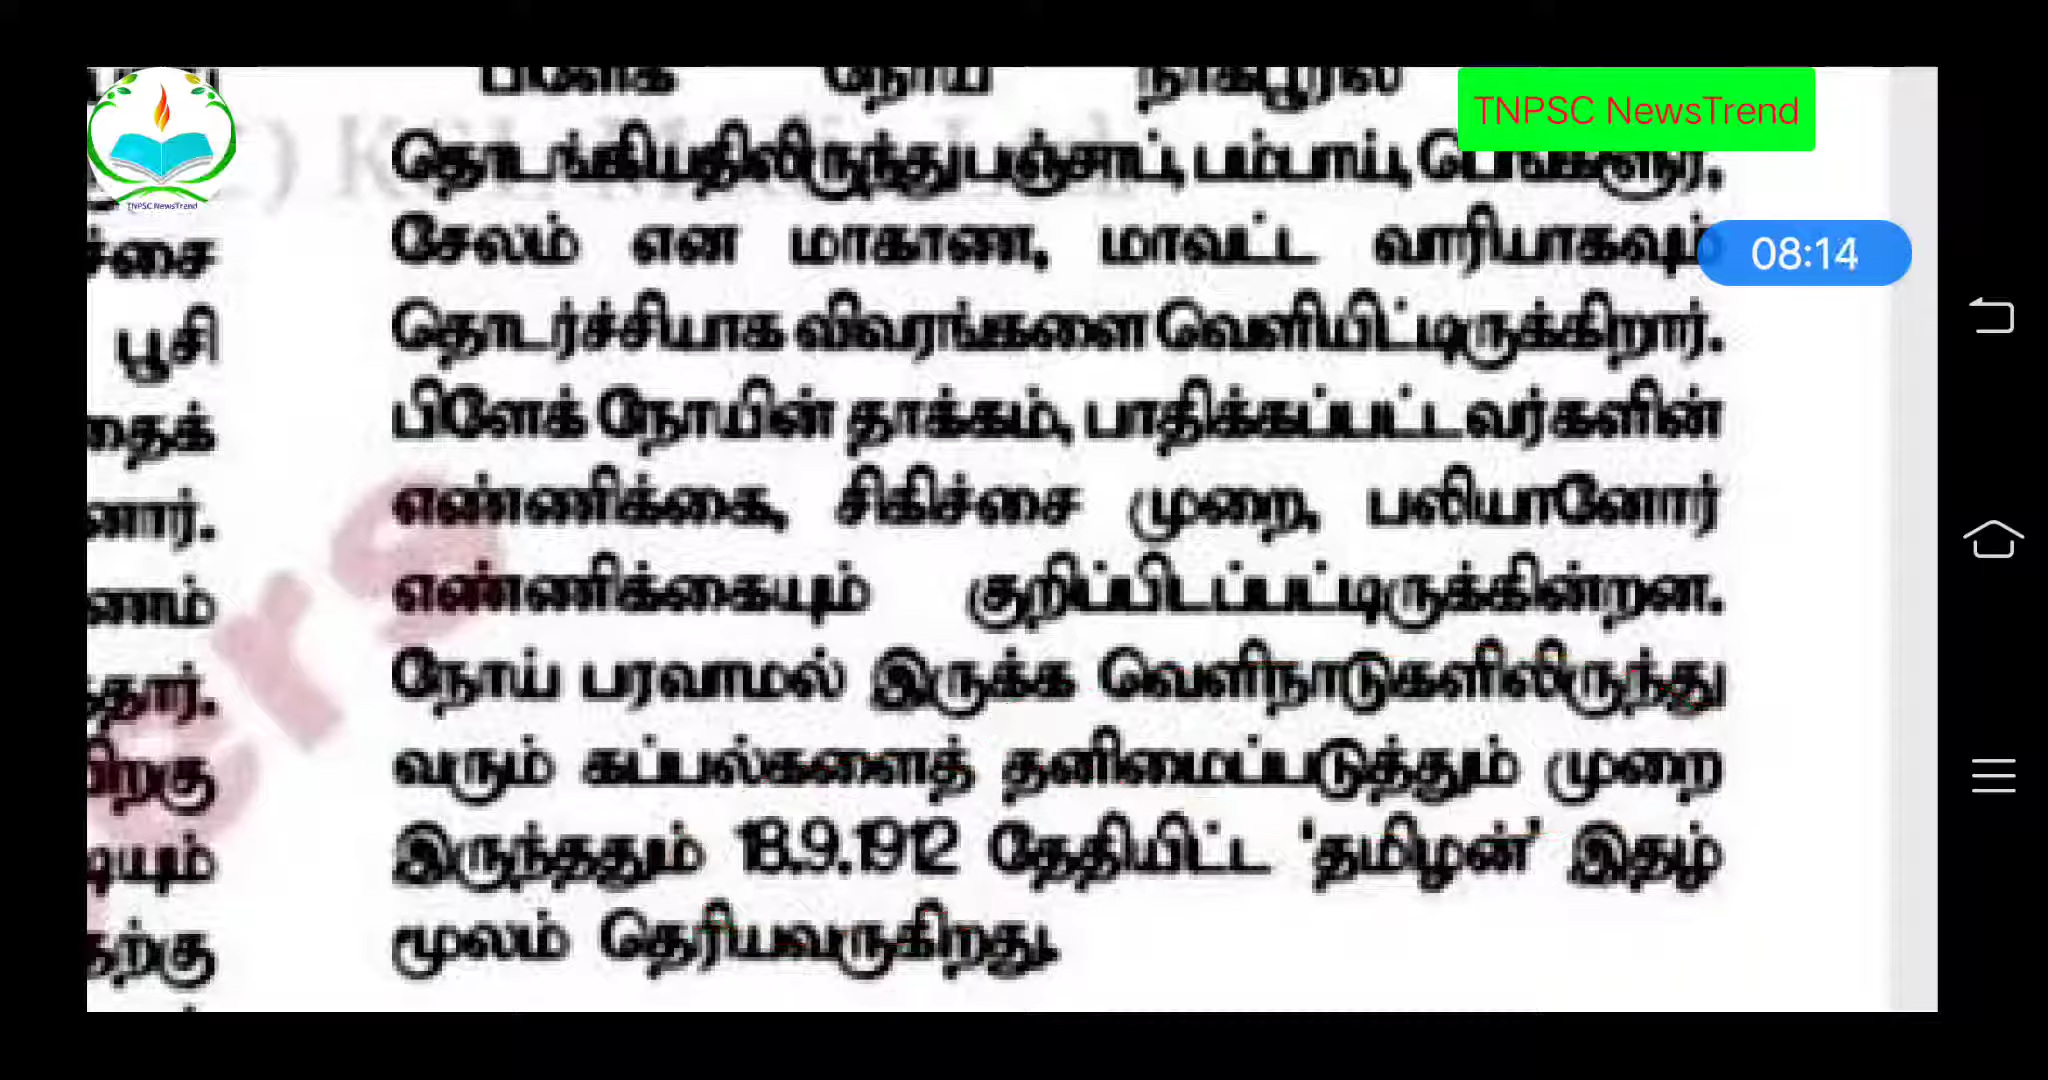 பிளேக் நோய் நாக்பூரில்
தொடங்கியதிலிருந்து பஞ்சாப், பம்பாய், பெங்களூர்,
சேலம் என மாகாண, மாவட்ட வாரியாகவும்
தொடர்ச்சியாக விவரங்களை வெளியிட்டிருக்கிறார்.
பிளேக் நோயின் தாக்கம், பாதிக்கப்பட்டவர்களின்
எண்ணிக்கை, சிகிச்சை முறை, பலியானோர்
எண்ணிக்கையும் குறிப்பிடப்பட்டிருக்கின்றன.
நோய் பரவாமல் இருக்க வெளிநாடுகளிலிருந்து
வரும் கப்பல்களைத் தனிமைப்படுத்தும் முறை
இருந்ததும் 18.9.1912 தேதியிட்ட 'தமிழன்' இதழ்
மூலம் தெரியவருகிறது.
பூசி
TNPSC NewsTrend
TNPSC NewsTrend
08:14